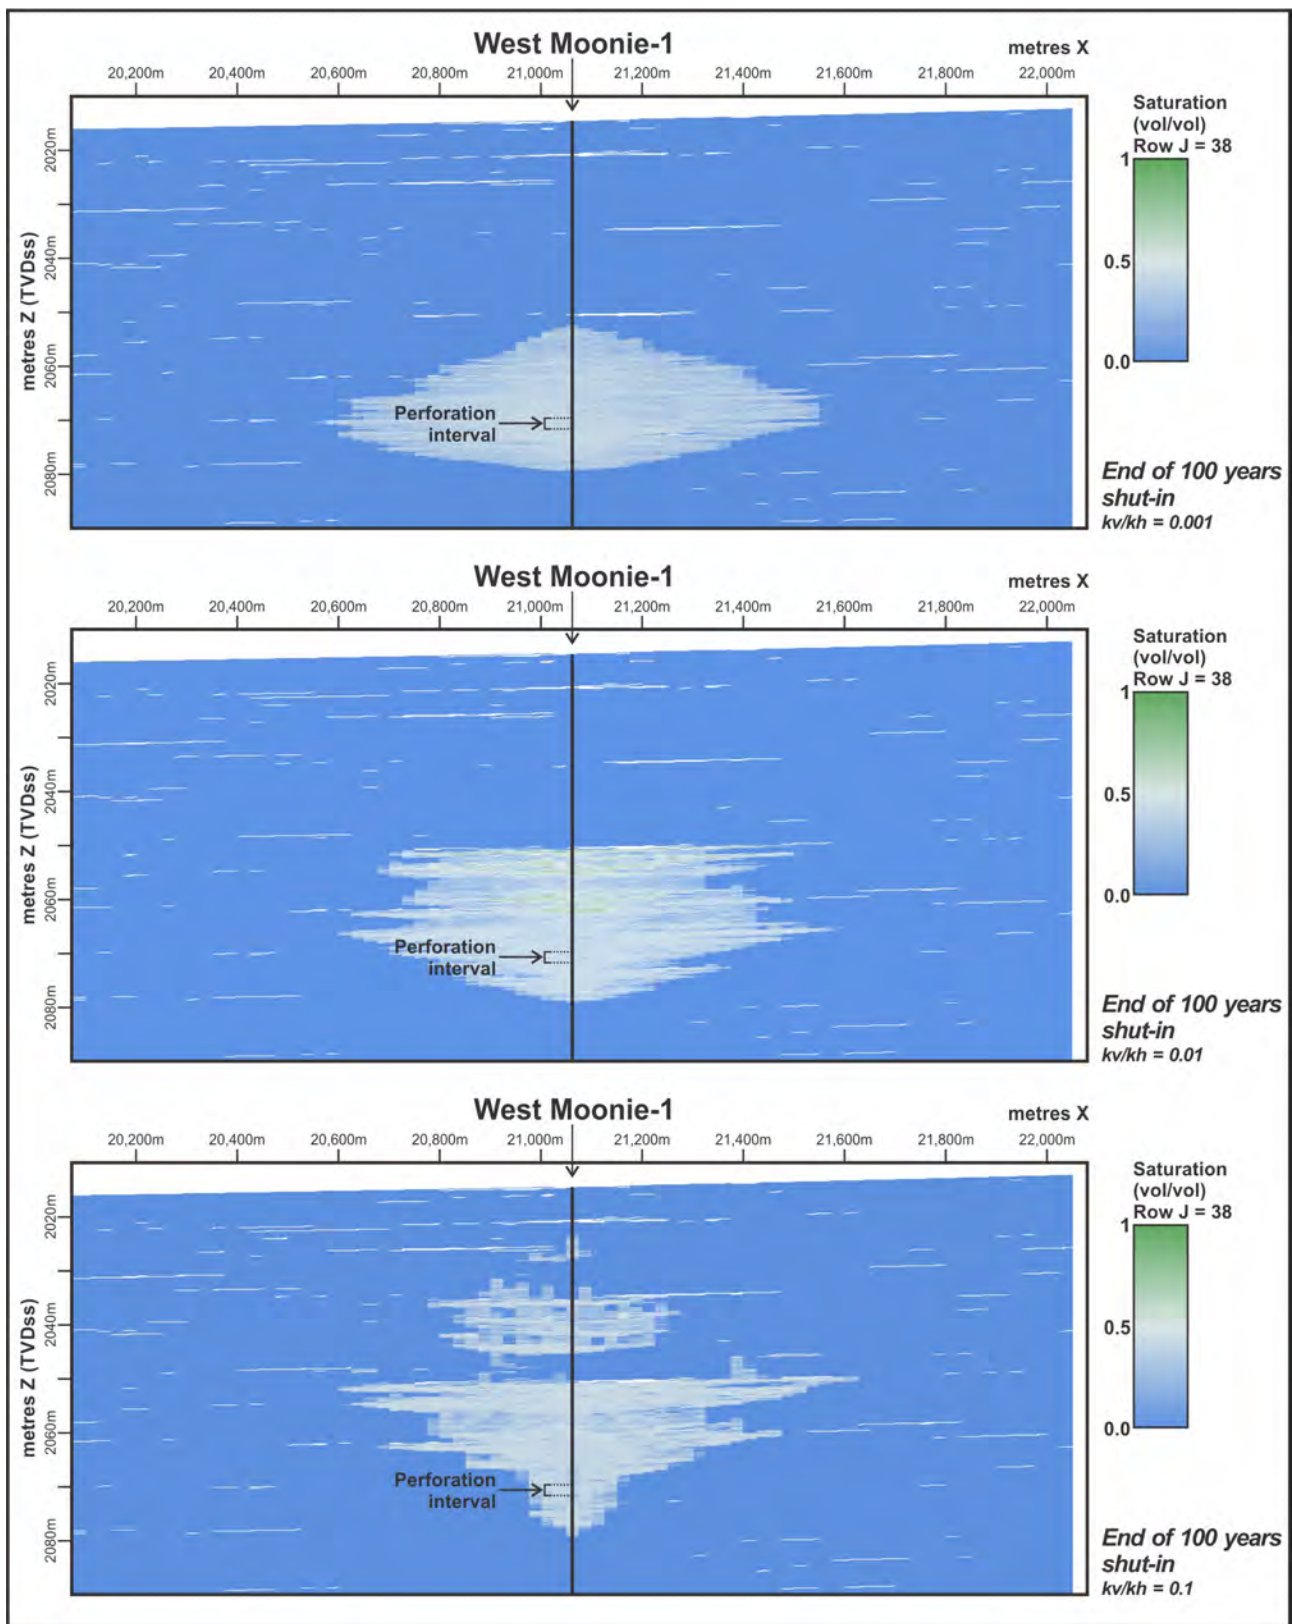 West Moonie-1
metres X
20,200m 20,400m 20,600m 20,800m 21,000m 21,200m 21,400m 21,600m 21,800m 22,000m
metres Z (TVDss)
2020m
2040m
2060m
2080m
Perforation
interval
Saturation
(vol/vol)
Row J = 38
1
0.5
0.0
End of 100 years
shut-in
kv/kh = 0.001
West Moonie-1
metres X
20,200m 20,400m 20,600m 20,800m 21,000m 21,200m 21,400m 21,600m 21,800m 22,000m
metres Z (TVDss)
2020m
2040m
2060m
2080m
Perforation
interval
Saturation
(vol/vol)
Row J = 38
1
0.5
0.0
End of 100 years
shut-in
kv/kh = 0.01
West Moonie-1
metres X
20,200m 20,400m 20,600m 20,800m 21,000m 21,200m 21,400m 21,600m 21,800m 22,000m
metres Z (TVDss)
2020m
2040m
2060m
2080m
Perforation
interval
Saturation
(vol/vol)
Row J = 38
1
0.5
0.0
End of 100 years
shut-in
kv/kh = 0.1